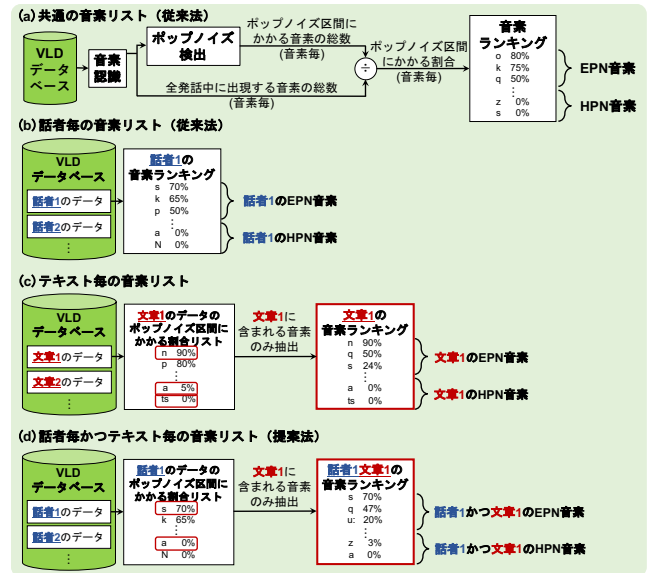 (a)共通の音素リスト（従来法）
VLD
データ
ベース
音素
認識
ポップノイズ
検出
ポップノイズ区間に
かかる音素の総数
(音素毎)
全発話中に出現する音素の総数
(音素毎)
÷
ポップノイズ区間
にかかる割合
(音素毎)
音素
ランキング
o 80%
k 75%
q 50%
⋮
z 0%
s 0%
EPN音素
HPN音素
(b)話者毎の音素リスト（従来法）
VLD
データベース
話者1のデータ
話者2のデータ
⋮
話者1の
音素ランキング
s 70%
k 65%
p 50%
⋮
a 0%
N 0%
話者1のEPN音素
話者1のHPN音素
(c)テキスト毎の音素リスト
VLD
データベース
文章1のデータ
文章2のデータ
⋮
文章1のデータの
ポップノイズ区間に
かかる割合リスト
n 90%
p 80%
⋮
a 5%
ts 0%
文章1に
含まれる音素
のみ抽出
文章1の
音素ランキング
n 90%
q 50%
s 24%
⋮
a 0%
ts 0%
文章1のEPN音素
文章1のHPN音素
(d)話者毎かつテキスト毎の音素リスト（提案法）
VLD
データベース
話者1のデータ
話者2のデータ
⋮
話者1のデータの
ポップノイズ区間に
かかる割合リスト
s 70%
k 65%
⋮
a 0%
N 0%
文章1に
含まれる音素
のみ抽出
話者1文章1の
音素ランキング
s 70%
q 47%
u: 20%
⋮
z 3%
a 0%
話者1かつ文章1のEPN音素
話者1かつ文章1のHPN音素